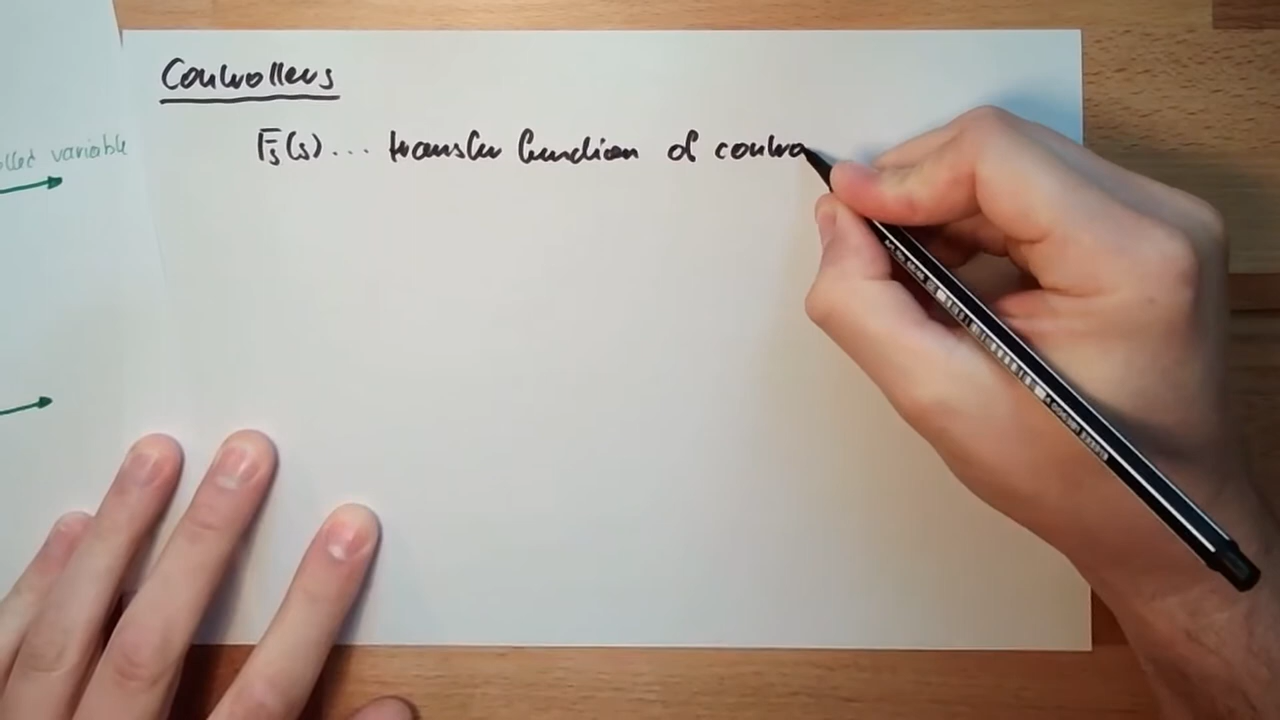 Controllers
olled variable
F_S(s)... transfer function of contro